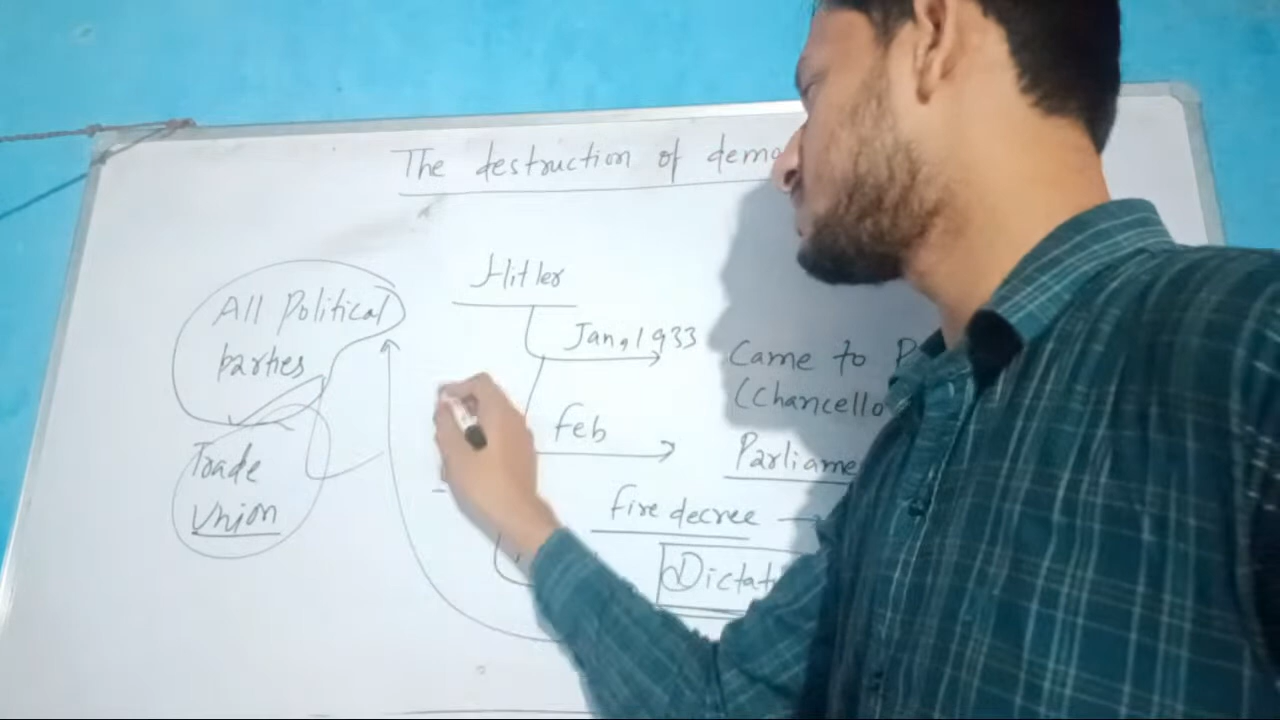 The destruction of demo
Hitler
Jan, 1933
Came to P
(Chancello
Feb
Parliame
fire decree
Dictat
All Political
parties
Trade
Union